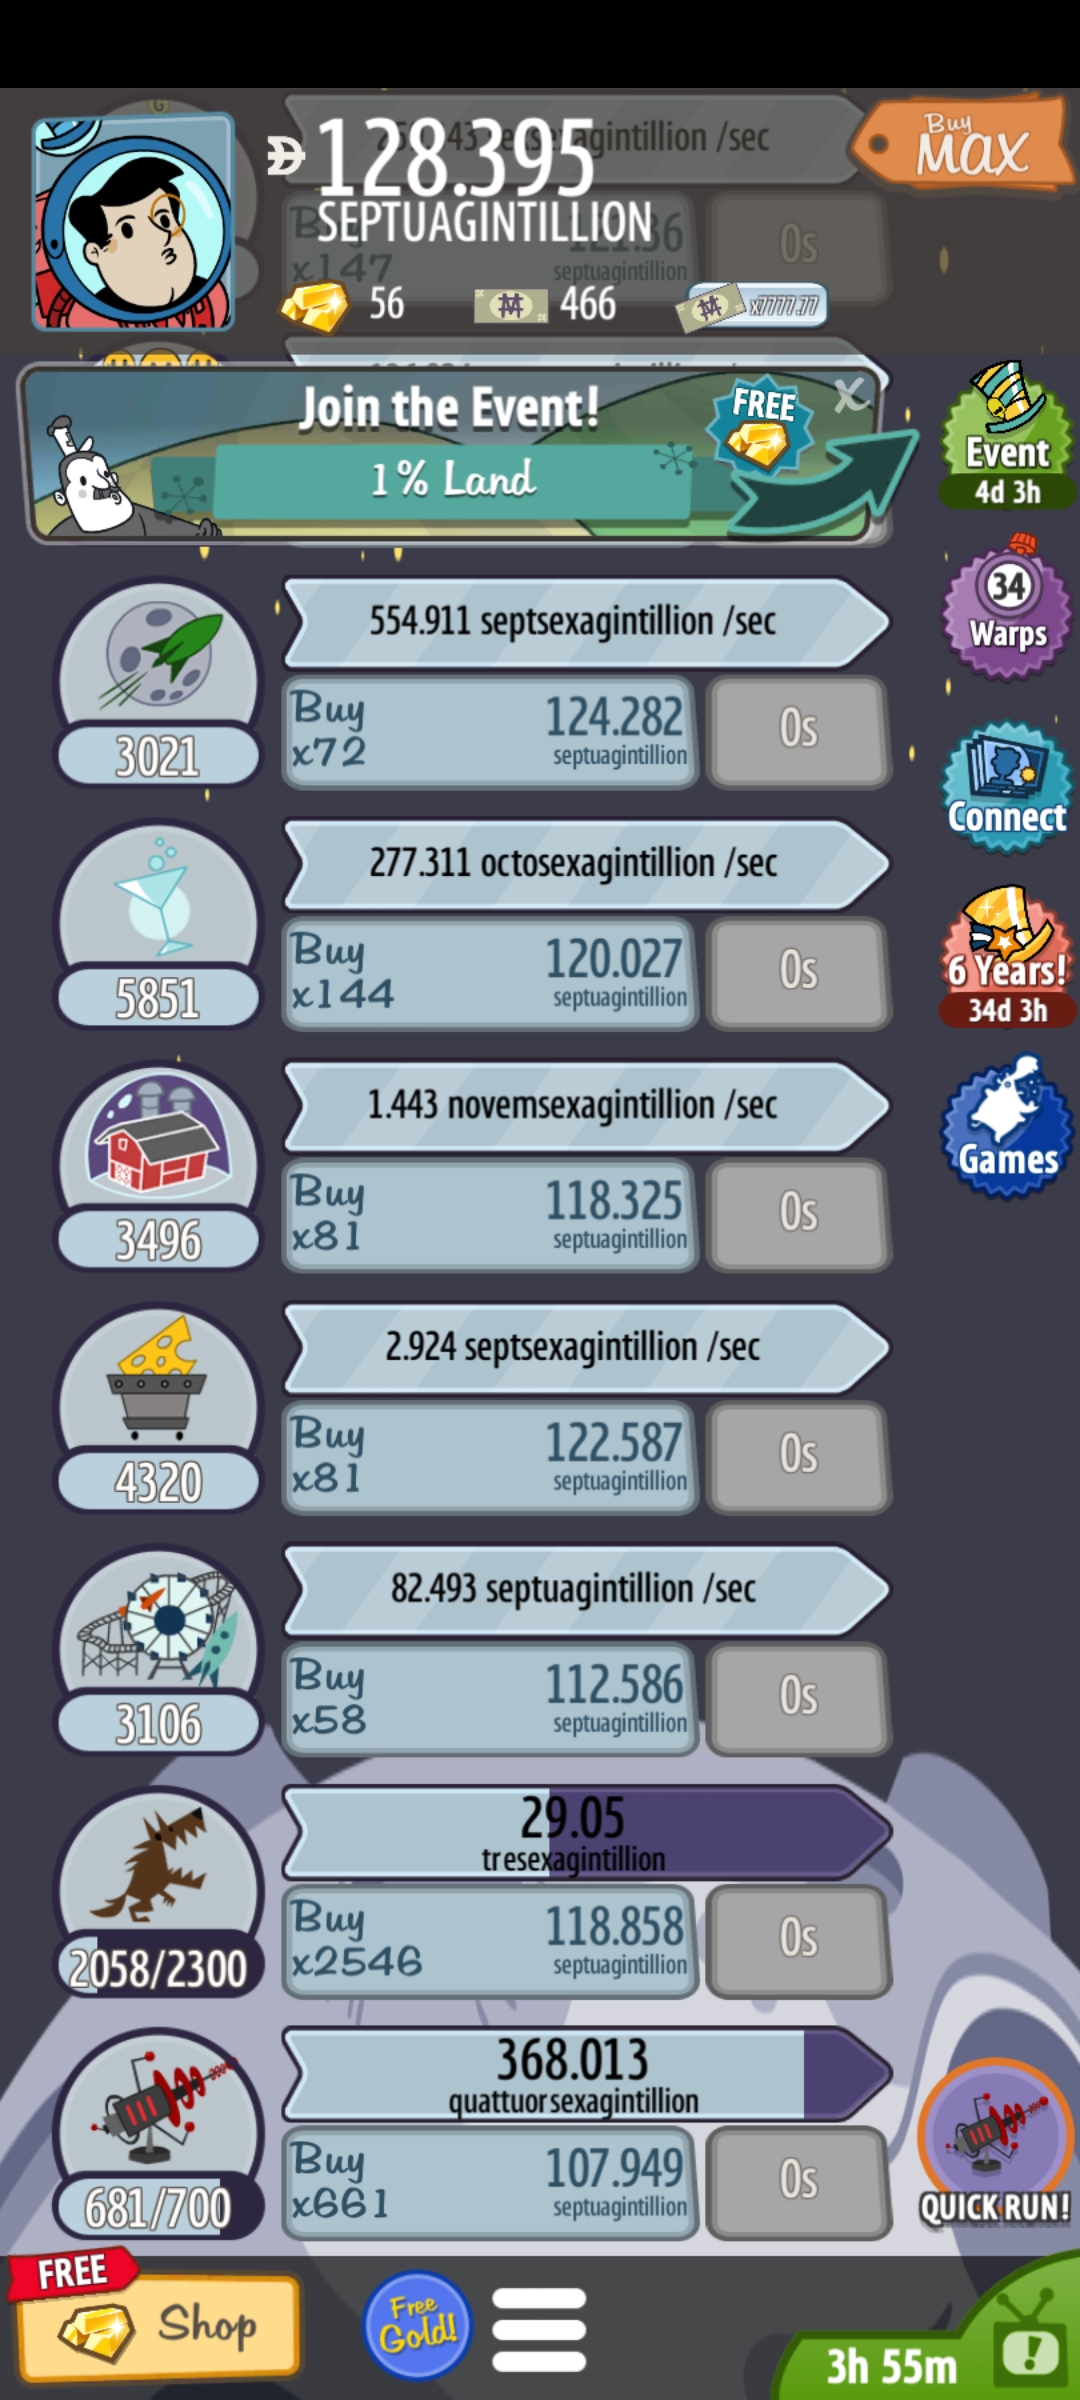 128.395
SEPTUAGINTILLION
Buy
MAX
Buy
x147
septuagintillion
0s
/sec
56
466
x7777.77
Join the Event!
1% Land
FREE
X
Event
4d 3h
34
Warps
Connect
6 Years!
34d 3h
Games
554.911 septsexagintillion /sec
3021
Buy
x72
124.282
septuagintillion
0s
277.311 octosexagintillion /sec
5851
Buy
x144
120.027
septuagintillion
0s
1.443 novemsexagintillion /sec
3496
Buy
x81
118.325
septuagintillion
0s
2.924 septsexagintillion /sec
4320
Buy
x81
122.587
septuagintillion
0s
82.493 septuagintillion /sec
3106
Buy
x58
112.586
septuagintillion
0s
29.05
tresexagintillion
2058/2300
Buy
x2546
118.858
septuagintillion
0s
368.013
quattuorsexagintillion
681/700
Buy
x661
107.949
septuagintillion
0s
QUICK RUN!
FREE
Shop
Free
Gold!
3h 55m